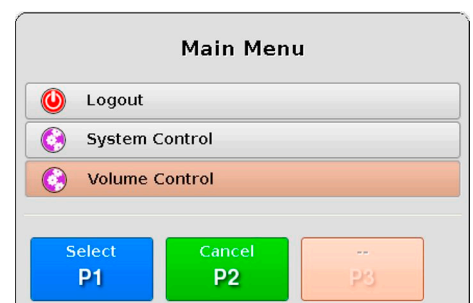 Main Menu
Logout
System Control
Volume Control
Select Cancel --
P1 P2 P3